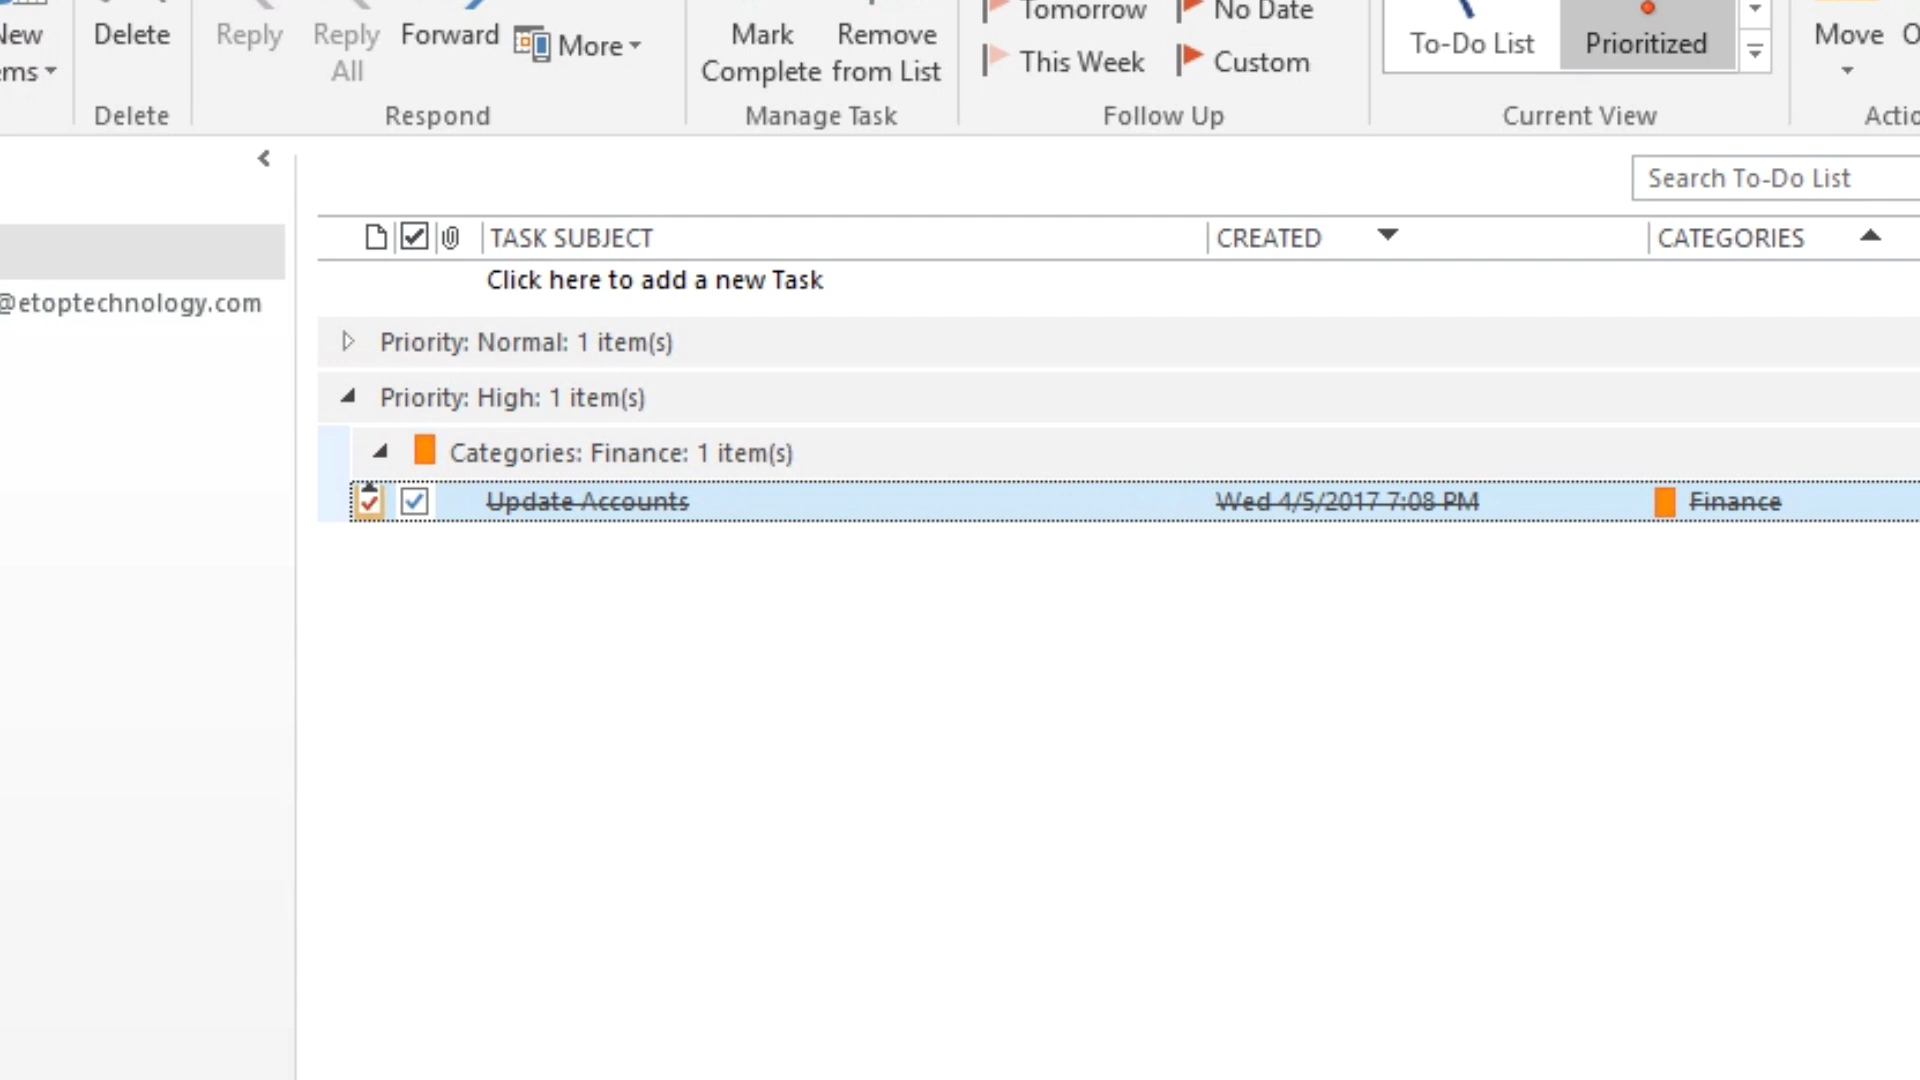 Tomorrow
No Date
Delete
Reply
Reply
All
Forward
More
Mark
Complete
Remove
from List
This Week
Custom
To-Do List
Prioritized
Move
Delete
Respond
Manage Task
Follow Up
Current View
Search To-Do List
TASK SUBJECT CREATED CATEGORIES
Click here to add a new Task
@etoptechnology.com
Priority: Normal: 1 item(s)
Priority: High: 1 item(s)
Categories: Finance: 1 item(s)
Update Accounts Wed 4/5/2017 7:08 PM Finance